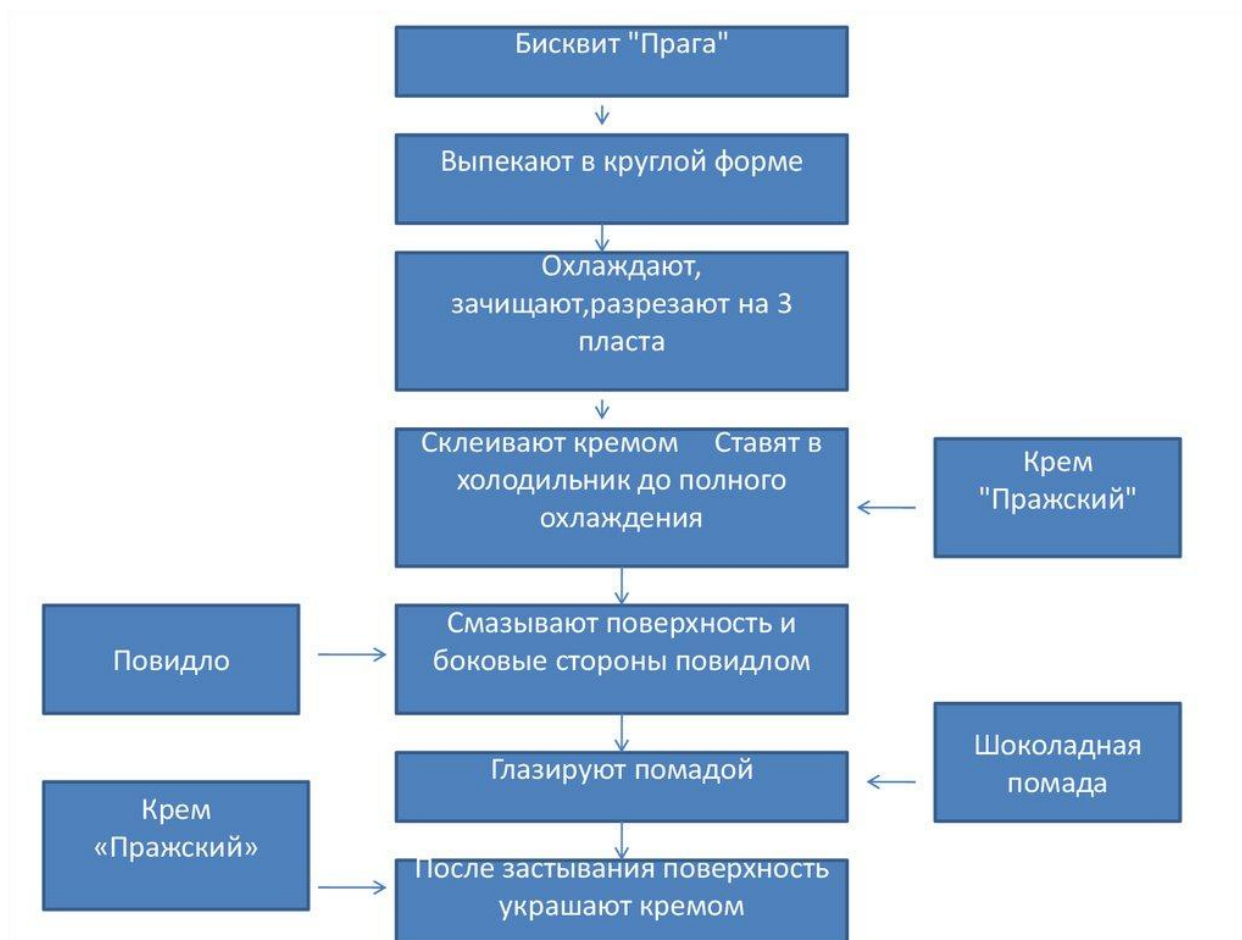 Бисквит "Прага"
Выпекают в круглой форме
Охлаждают,
зачищают,разрезают на 3
пласта
Склеивают кремом Ставят в
холодильник до полного
охлаждения
Крем
"Пражский"
Смазывают поверхность и
боковые стороны повидлом
Повидло
Глазируют помадой
Шоколадная
помада
Крем
«Пражский»
После застывания поверхность
украшают кремом